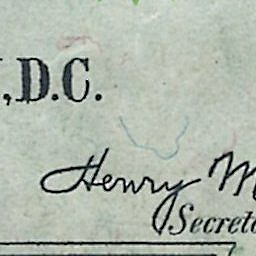 , D.C.
Henry M
Secreta